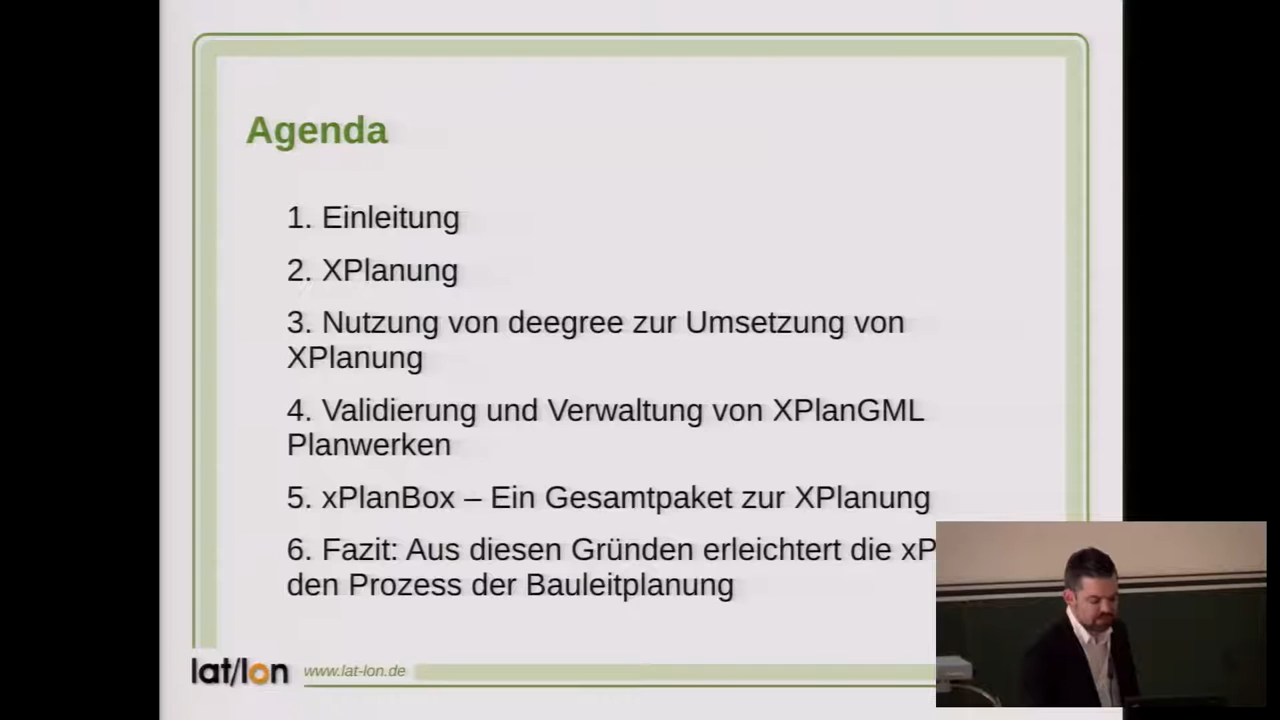 Agenda
1. Einleitung
2. XPlanung
3. Nutzung von deegree zur Umsetzung von
XPlanung
4. Validierung und Verwaltung von XPlanGML
Planwerken
5. xPlanBox – Ein Gesamtpaket zur XPlanung
6. Fazit: Aus diesen Gründen erleichtert die xP
den Prozess der Bauleitplanung
lat/lon www.lat-lon.de